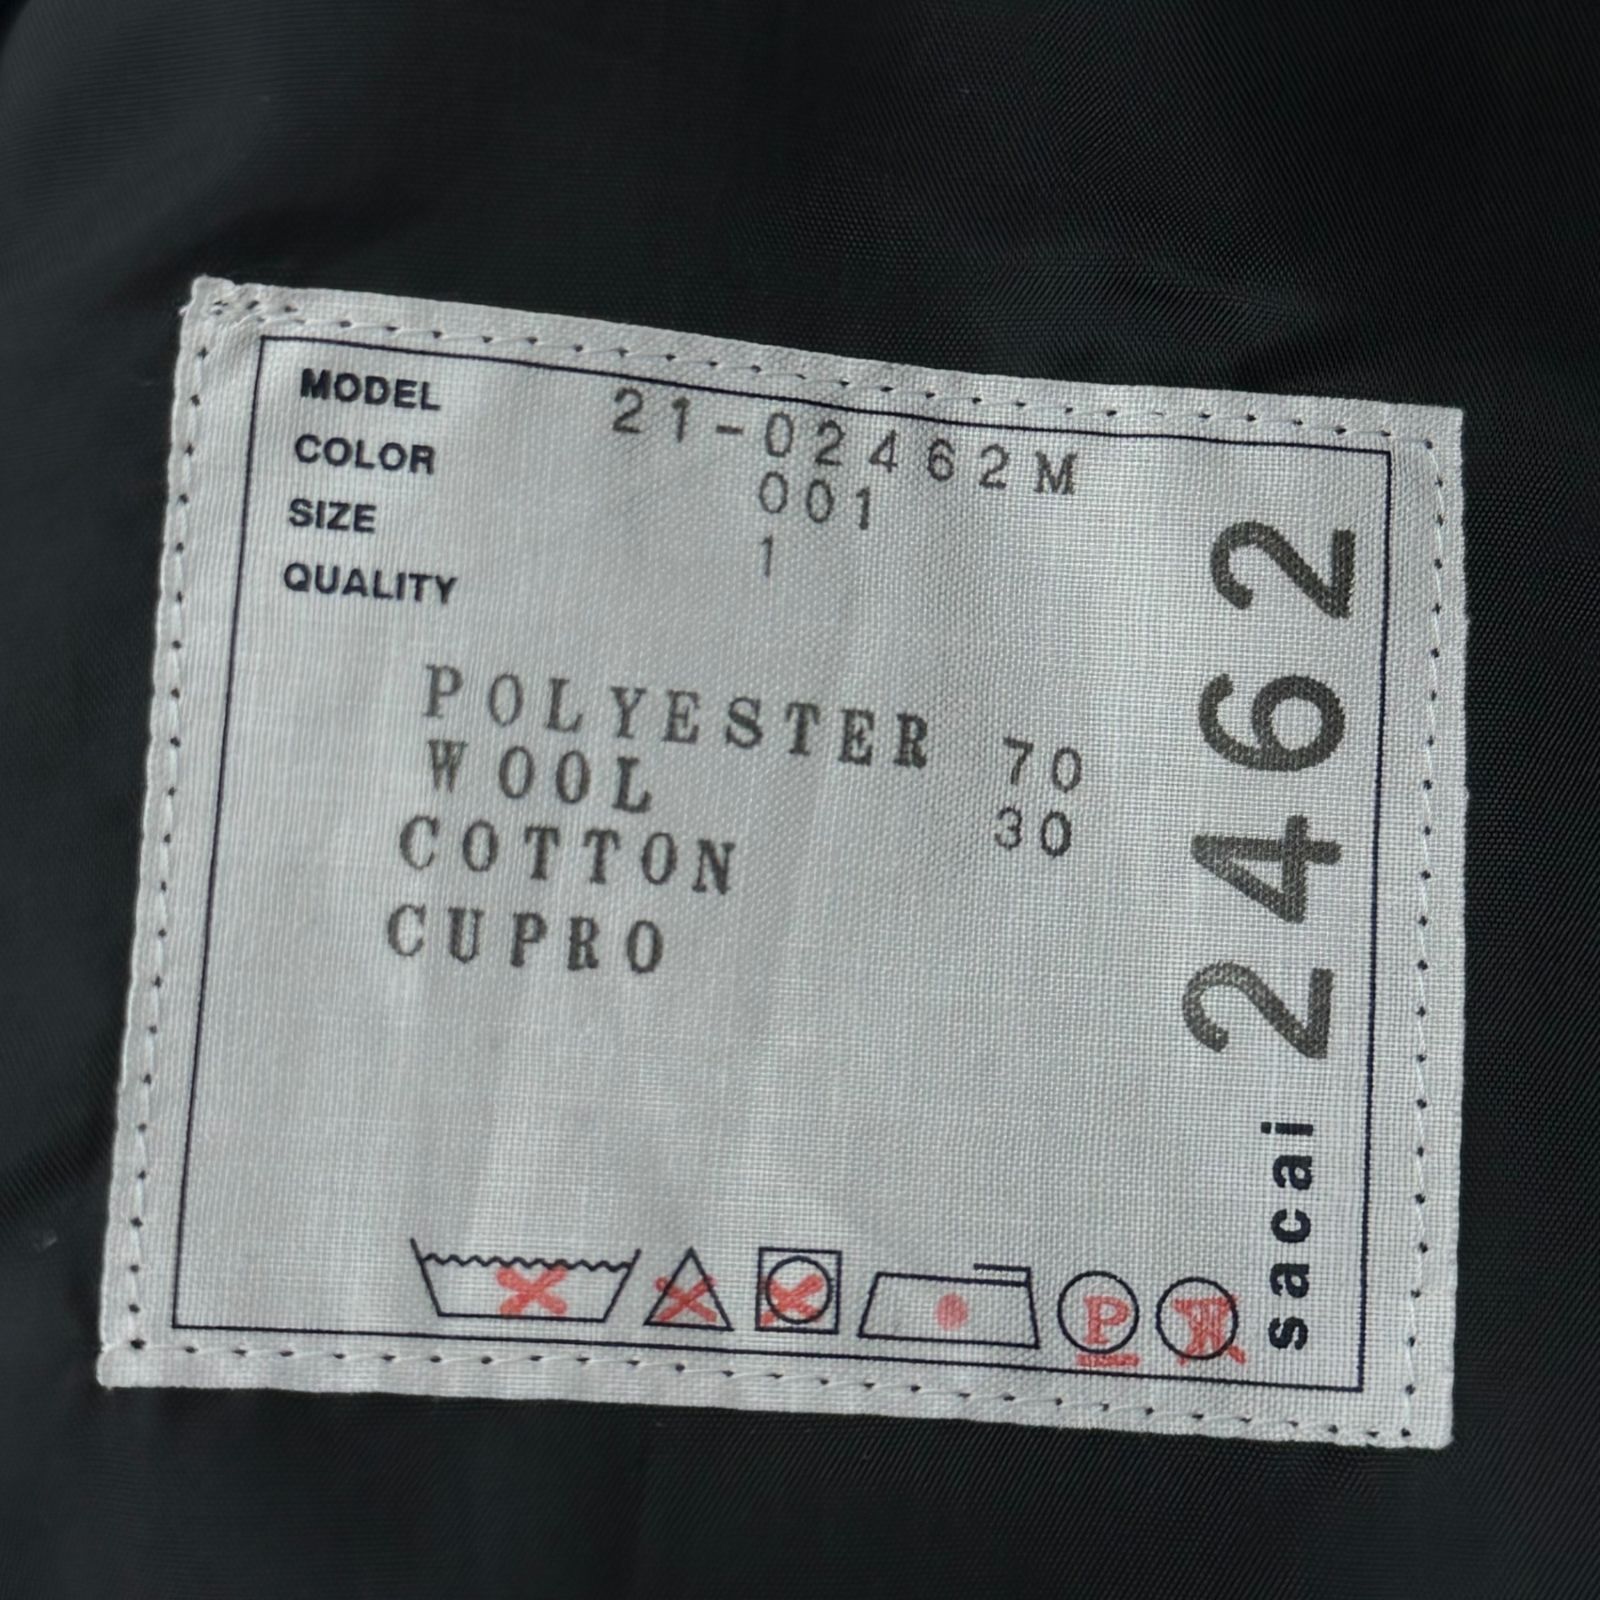 MODEL 21-02462M
COLOR 001
SIZE 1
QUALITY
POLYESTER 70
WOOL 30
COTTON
CUPRO
P
W
sacai 2462